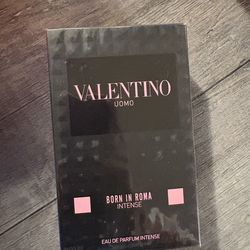 VALENTINO
UOMO
BORN IN ROMA
INTENSE
EAU DE PARFUM INTENSE